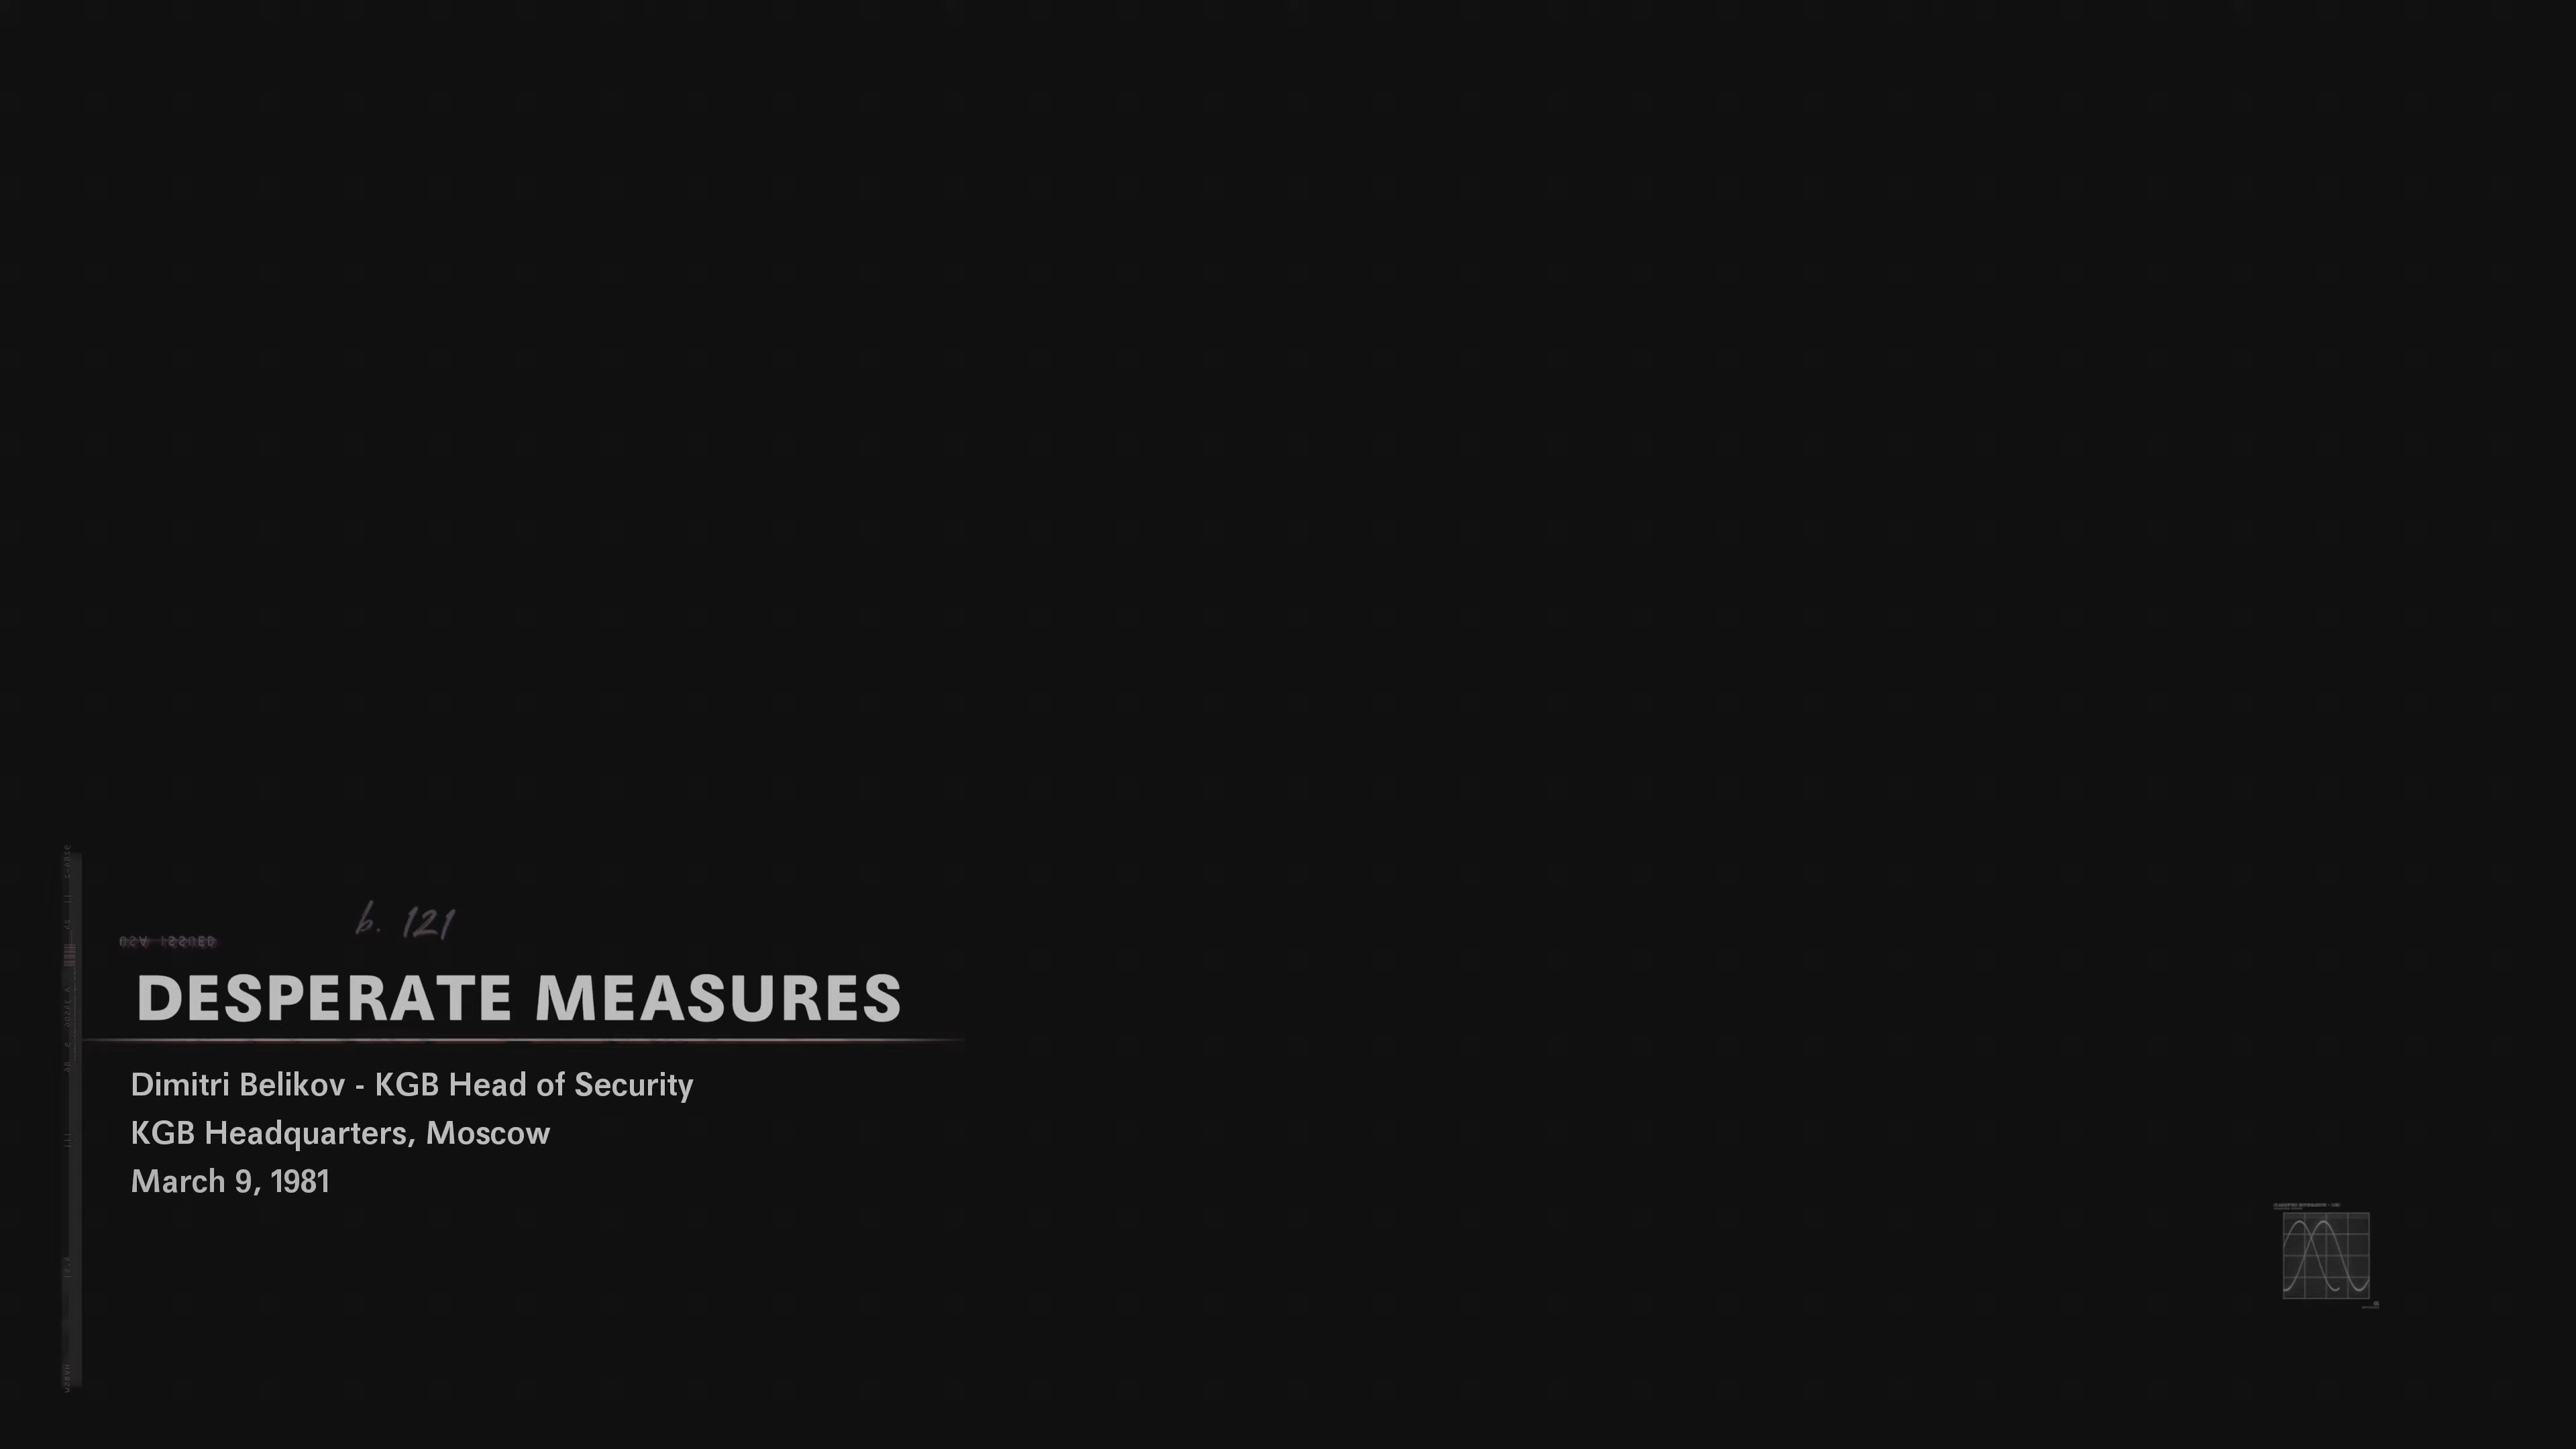 b. 121
DESPERATE MEASURES
Dimitri Belikov - KGB Head of Security
KGB Headquarters, Moscow
March 9, 1981